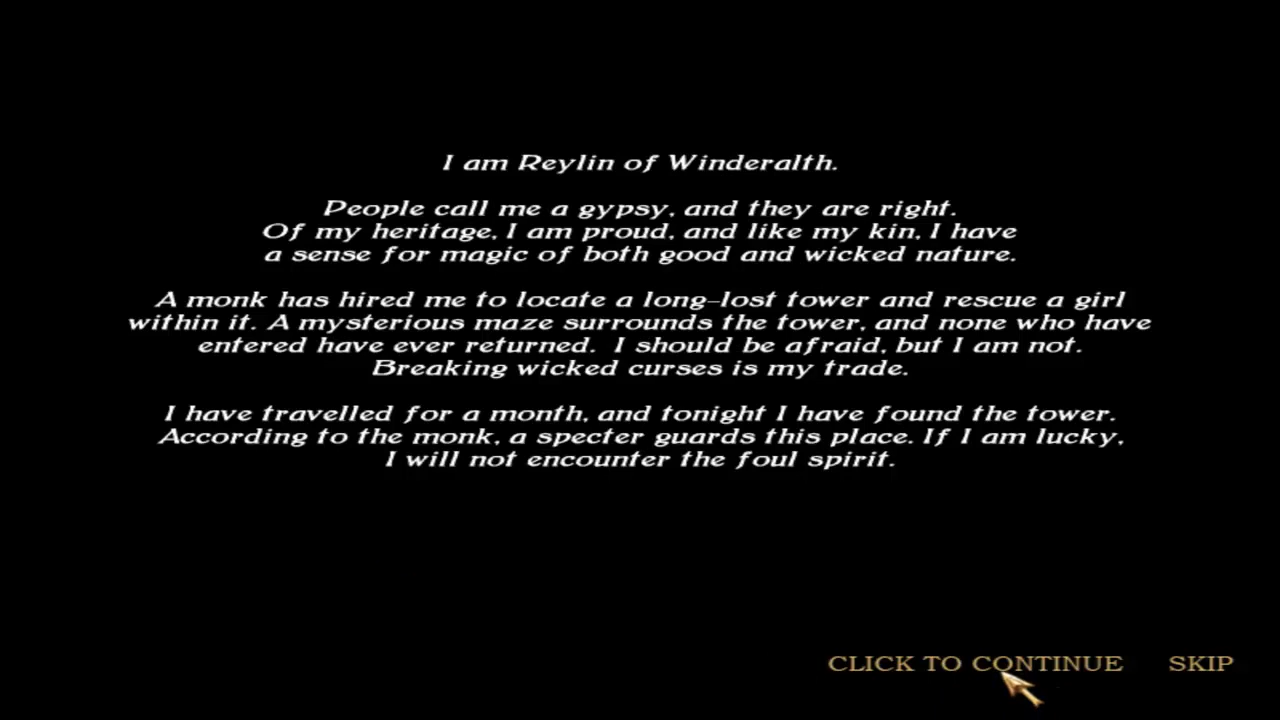 I am Reylin of Winderalth.
People call me a gypsy, and they are right.
Of my heritage, I am proud, and like my kin, I have
a sense for magic of both good and wicked nature.
A monk has hired me to locate a long-lost tower and rescue a girl
within it. A mysterious maze surrounds the tower, and none who have
entered have ever returned. I should be afraid, but I am not.
Breaking wicked curses is my trade.
I have travelled for a month, and tonight I have found the tower.
According to the monk, a specter guards this place. If I am lucky,
I will not encounter the foul spirit.
CLICK TO CONTINUE SKIP